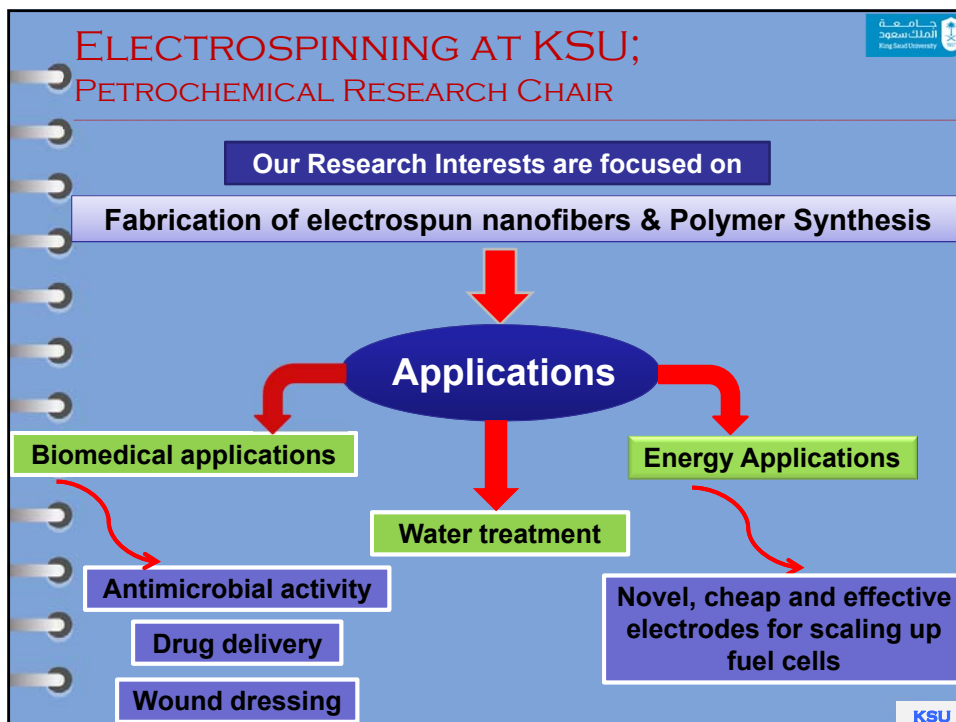 ELECTROSPINNING AT KSU;
PETROCHEMICAL RESEARCH CHAIR
جامعة
الملك سعود
King Saud University
Our Research Interests are focused on
Fabrication of electrospun nanofibers & Polymer Synthesis
Applications
Biomedical applications
Energy Applications
Water treatment
Antimicrobial activity
Drug delivery
Wound dressing
Novel, cheap and effective
electrodes for scaling up
fuel cells
KSU